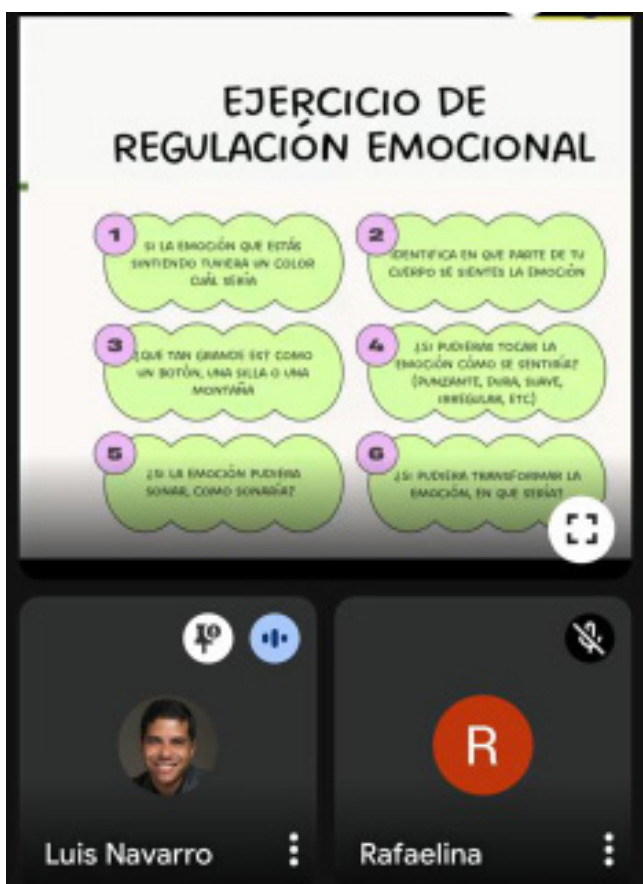 EJERCICIO DE
REGULACIÓN EMOCIONAL
1
SI LA EMOCIÓN QUE ESTÁS
SINTIENDO TUVIERA UN COLOR
CUÁL SERÍA
2
IDENTIFICA EN QUE PARTE DE TU
CUERPO SE SIENTES LA EMOCIÓN
3
¿QUÉ TAN GRANDE ES? COMO
UN BOTÓN, UNA SILLA O UNA
MONTAÑA
4
¿SI PUDIERAS TOCAR LA
EMOCIÓN CÓMO SE SENTIRÍA?
(PUNZANTE, DURA, SUAVE,
IRREGULAR, ETC)
5
¿SI LA EMOCIÓN PUDIERA
SONAR, COMO SONARÍA?
6
¿SI PUDIERA TRANSFORMAR LA
EMOCIÓN, EN QUE SERÍA?
R
Luis Navarro
Rafaelina